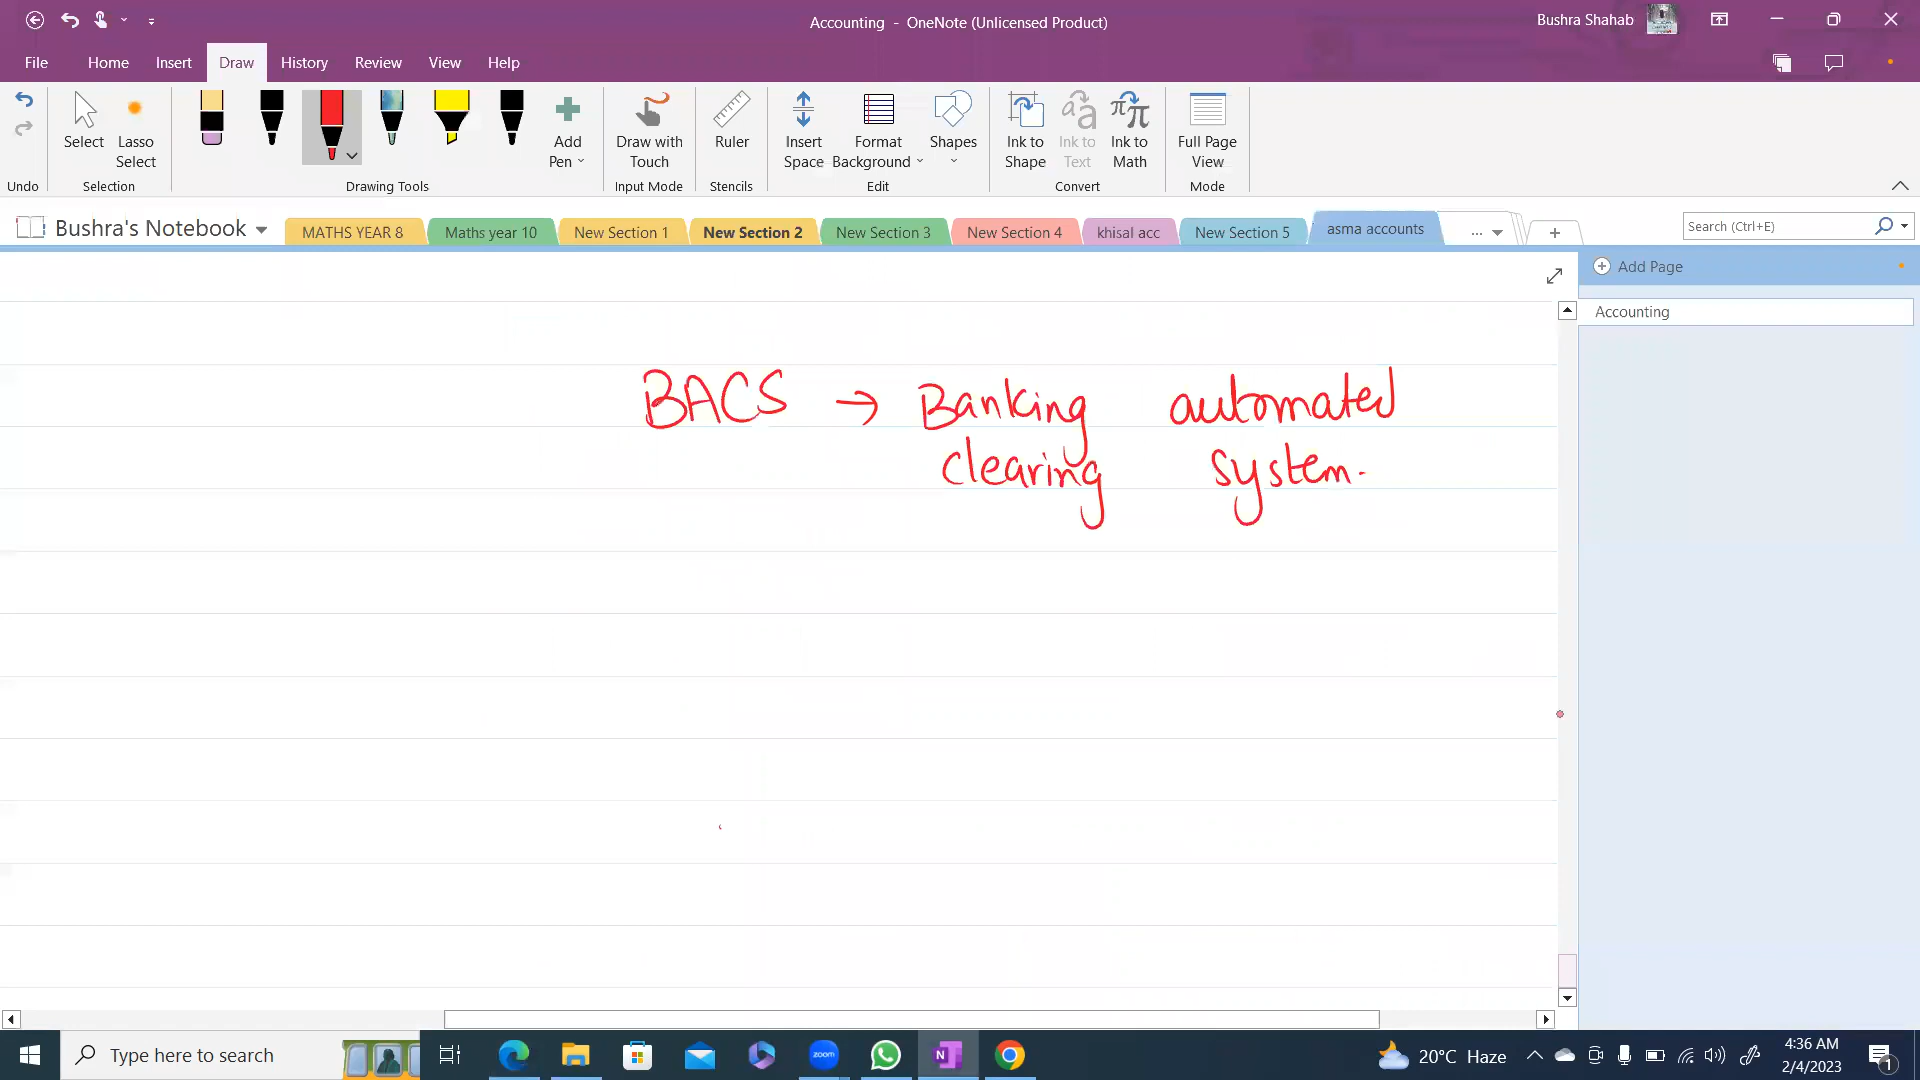 Accounting - OneNote (Unlicensed Product)
Bushra Shahab
File Home Insert Draw History Review View Help
Select Lasso Select Add Pen Draw with Touch Ruler Insert Space Format Background Shapes Ink to Shape Ink to Text Ink to Math Full Page View
Undo Selection Drawing Tools Input Mode Stencils Edit Convert Mode
Bushra's Notebook MATHS YEAR 8 Maths year 10 New Section 1 New Section 2 New Section 3 New Section 4 khisal acc New Section 5 asma accounts ... + Search (Ctrl+E)
Add Page
Accounting
BACS → Banking automated
clearing system.
Type here to search zoom N 20°C Haze 4:36 AM
2/4/2023 1